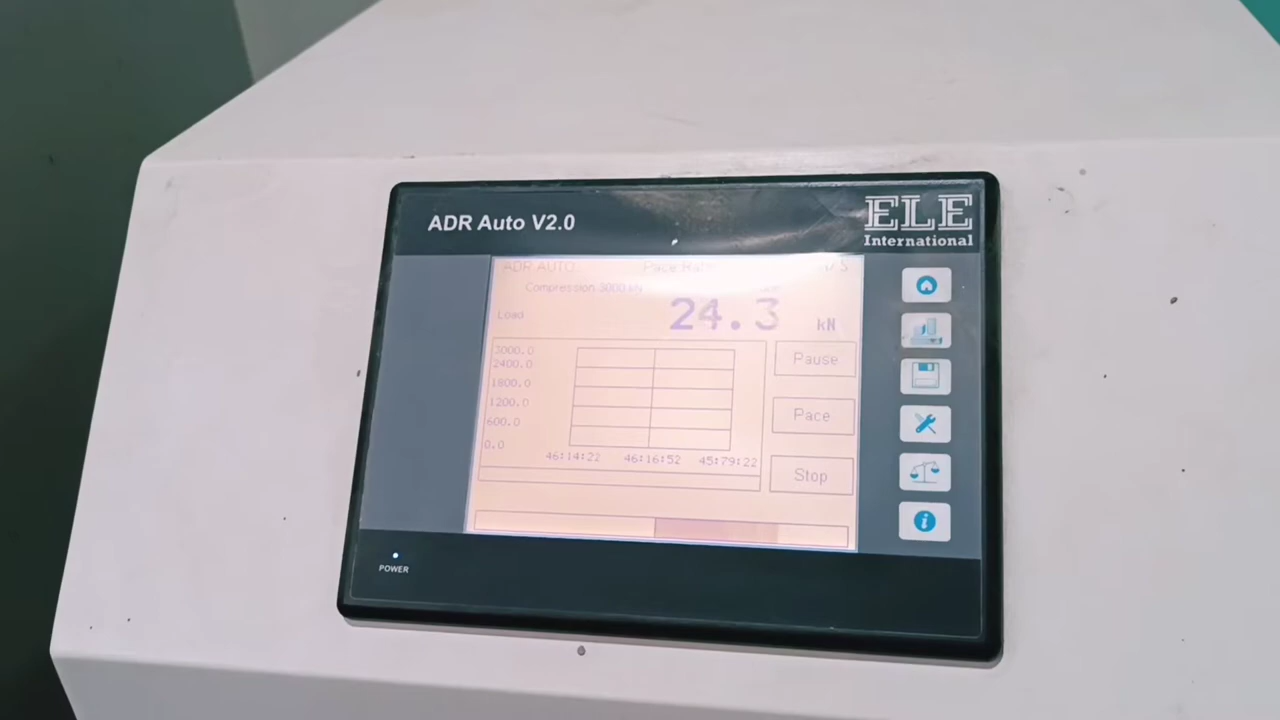 ADR Auto V2.0
ELE
International
ADR AUTO Pace Rate
Compression 3000 kN
Load 24.3 kN
3000.0
2400.0
1800.0
1200.0
600.0
0.0
46:14:22 46:16:52 45:79:22
Pause
Pace
Stop
POWER